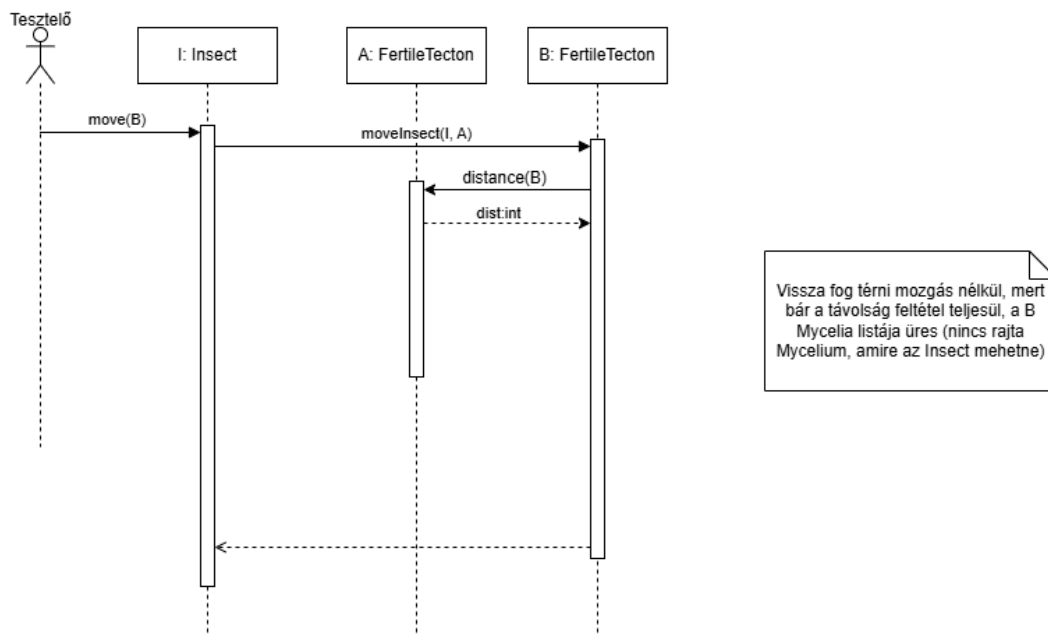 Tesztelő
I: Insect
A: FertileTecton
B: FertileTecton
move(B)
moveInsect(I, A)
distance(B)
dist:int
Vissza fog térni mozgás nélkül, mert
bár a távolság feltétel teljesül, a B
Mycelia listája üres (nincs rajta
Mycelium, amire az Insect mehetne)